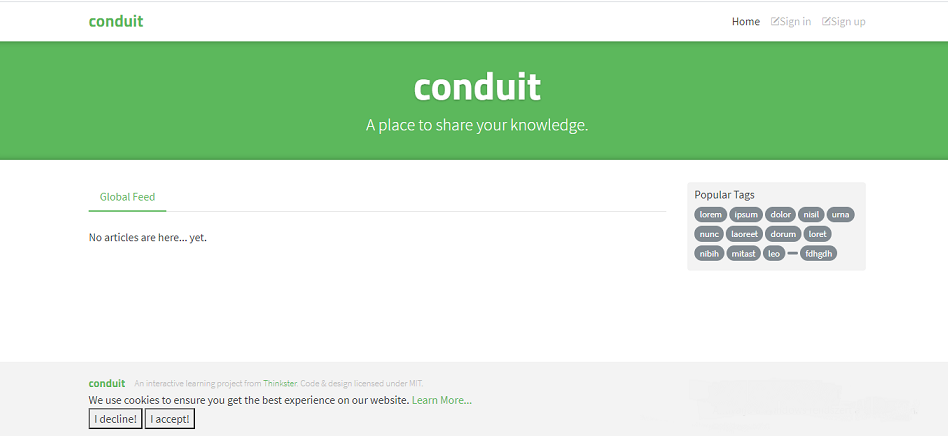 conduit
Home Sign in Sign up
conduit
A place to share your knowledge.
Global Feed
No articles are here... yet.
Popular Tags
lorem ipsum dolor nisil urna
nunc laoreet dorum loret
nibih mitast leo fdhgdh
conduit An interactive learning project from Thinkster. Code & design licensed under MIT.
We use cookies to ensure you get the best experience on our website. Learn More...
I decline! I accept!